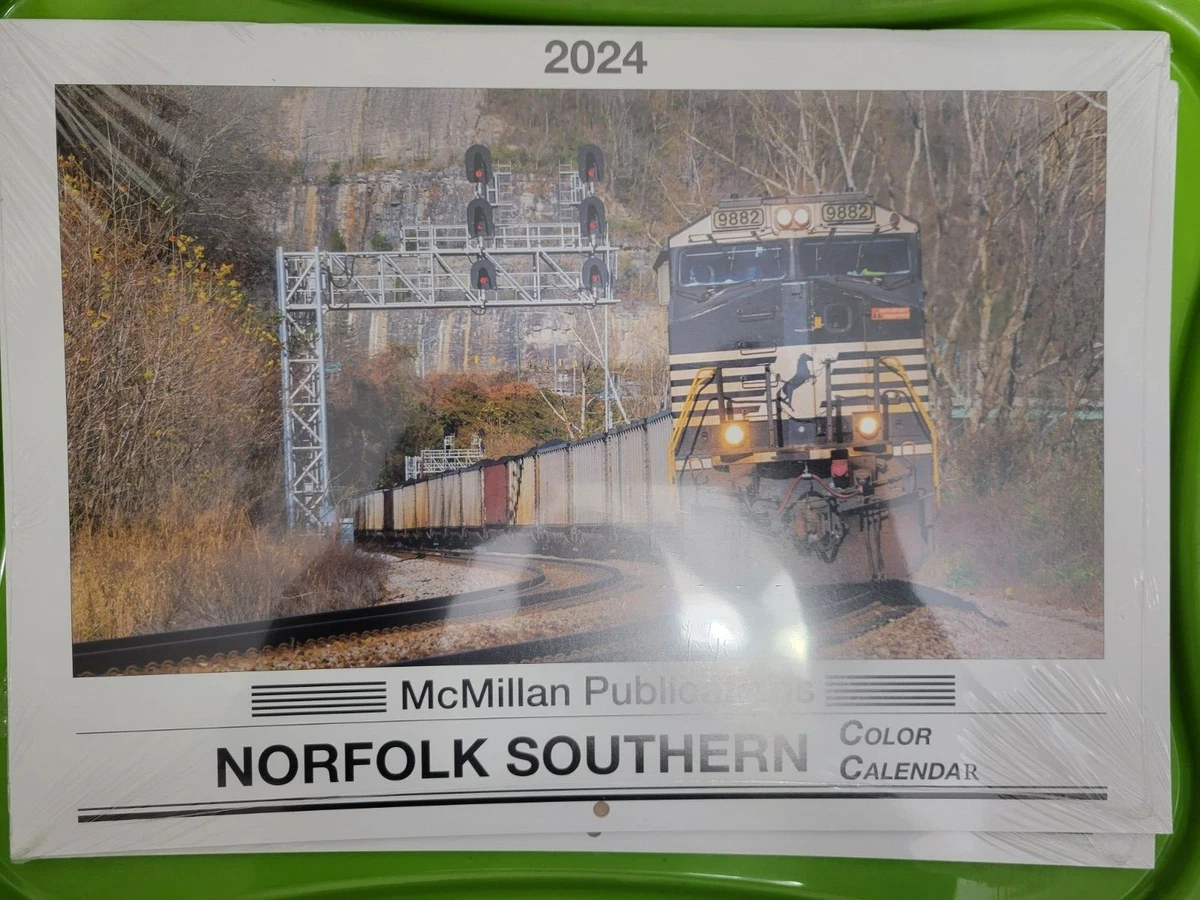 2024
9882 9882
McMillan Publications
NORFOLK SOUTHERN
COLOR
CALENDAR